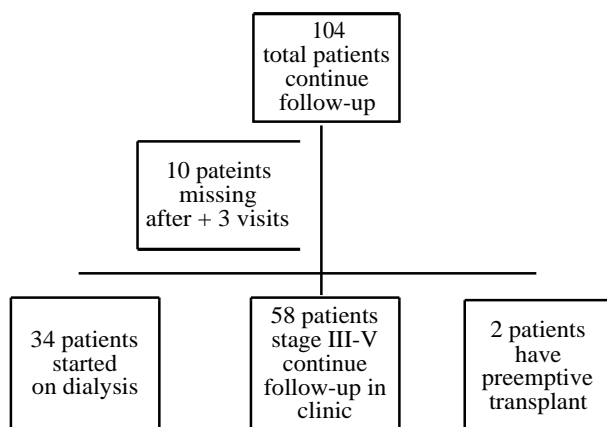 104
total patients
continue
follow-up
10 pateints
missing
after + 3 visits
34 patients
started
on dialysis
58 patients
stage III-V
continue
follow-up in
clinic
2 patients
have
preemptive
transplant